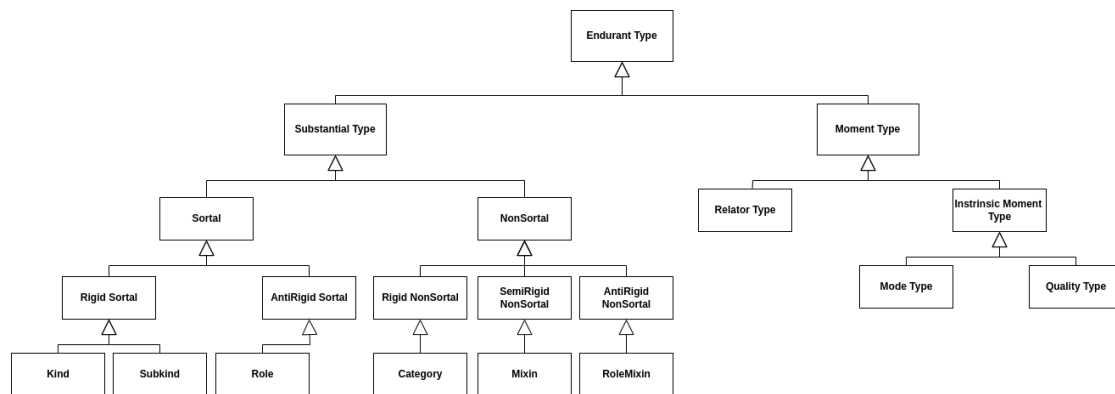 Endurant Type
Substantial Type
Moment Type
Sortal
NonSortal
Relator Type
Instrinsic Moment
Type
Rigid Sortal
AntiRigid Sortal
Rigid NonSortal
SemiRigid
NonSortal
AntiRigid
NonSortal
Mode Type
Quality Type
Kind
Subkind
Role
Category
Mixin
RoleMixin